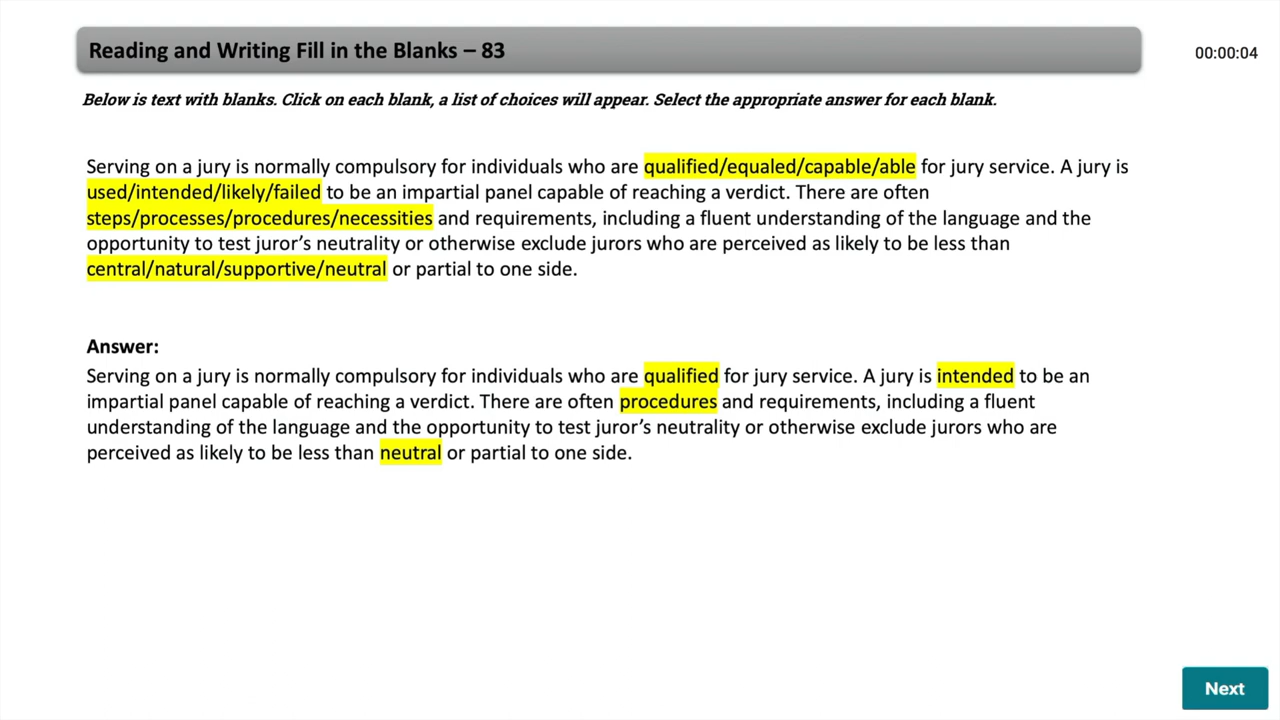 Reading and Writing Fill in the Blanks – 83
00:00:04
Below is text with blanks. Click on each blank, a list of choices will appear. Select the appropriate answer for each blank.
Serving on a jury is normally compulsory for individuals who are qualified/equaled/capable/able for jury service. A jury is
used/intended/likely/failed to be an impartial panel capable of reaching a verdict. There are often
steps/processes/procedures/necessities and requirements, including a fluent understanding of the language and the
opportunity to test juror’s neutrality or otherwise exclude jurors who are perceived as likely to be less than
central/natural/supportive/neutral or partial to one side.
Answer:
Serving on a jury is normally compulsory for individuals who are qualified for jury service. A jury is intended to be an
impartial panel capable of reaching a verdict. There are often procedures and requirements, including a fluent
understanding of the language and the opportunity to test juror’s neutrality or otherwise exclude jurors who are
perceived as likely to be less than neutral or partial to one side.
Next